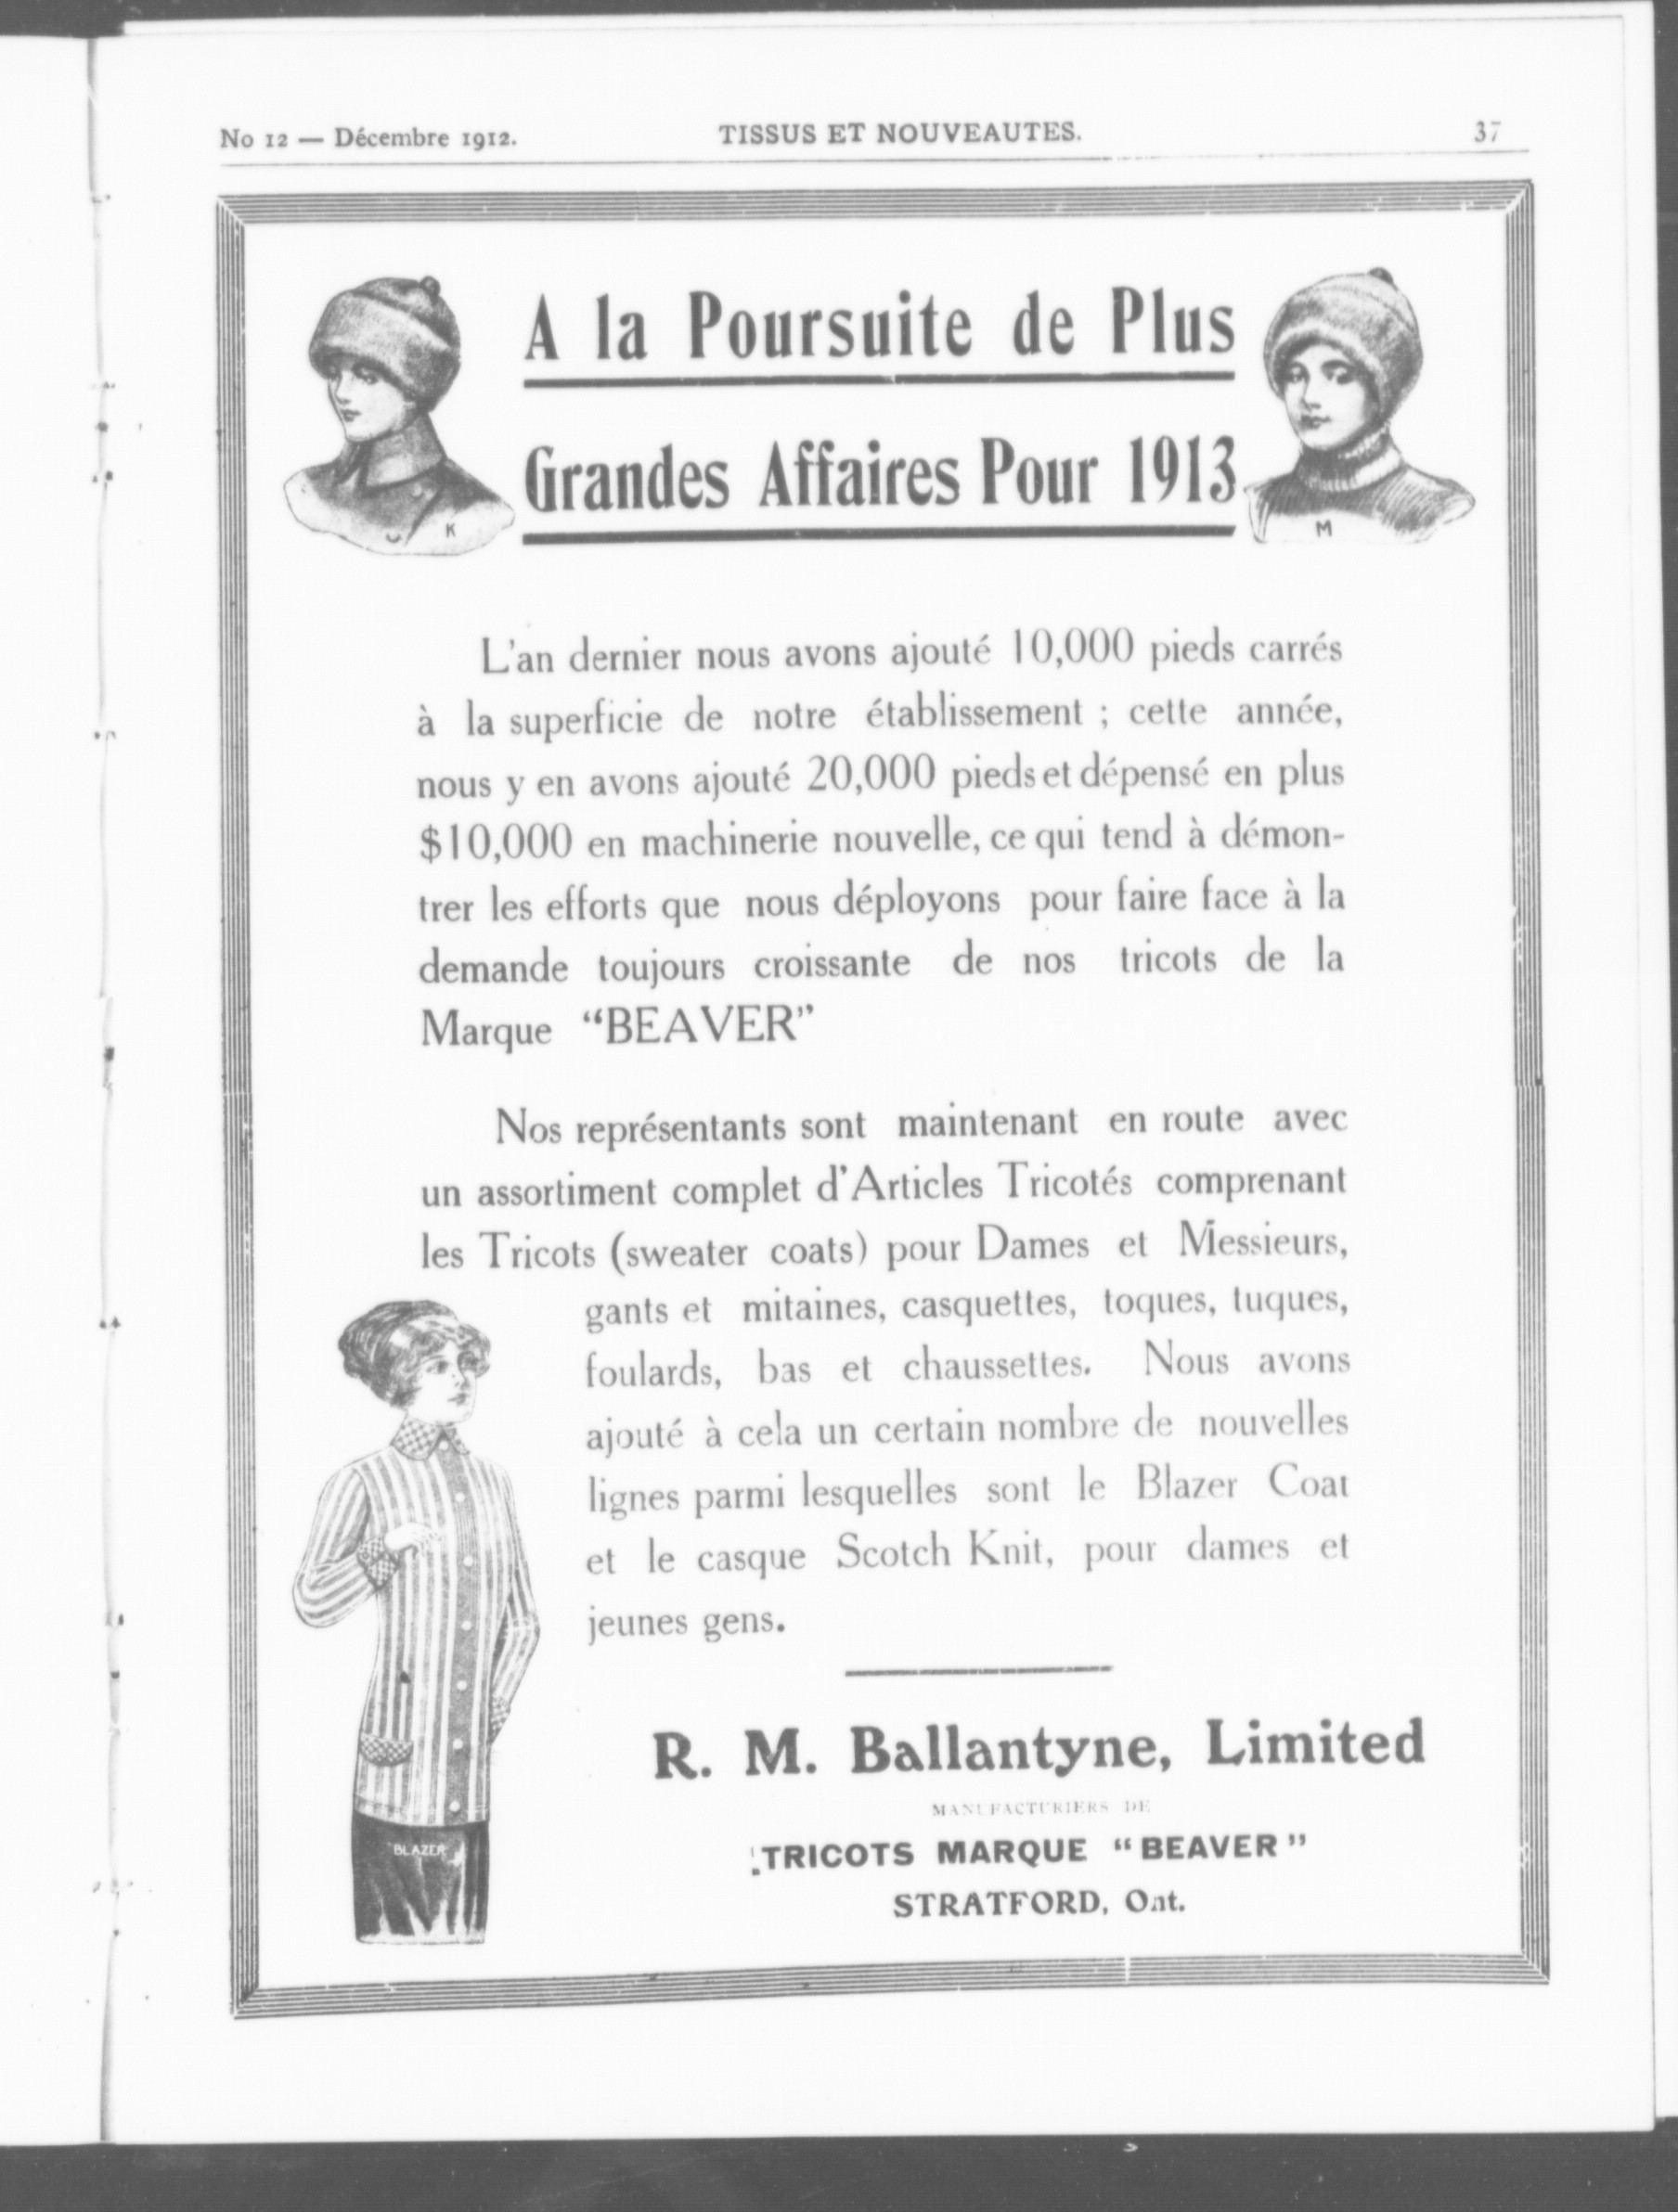 No 12 — Décembre 1912.
TISSUS ET NOUVEAUTES.
37
A la Poursuite de Plus
Grandes Affaires Pour 1913
K
M
L'an dernier nous avons ajouté 10,000 pieds carrés
à la superficie de notre établissement ; cette année,
nous y en avons ajouté 20,000 pieds et dépensé en plus
$10,000 en machinerie nouvelle, ce qui tend à démon-
trer les efforts que nous déployons pour faire face à la
demande toujours croissante de nos tricots de la
Marque “BEAVER”
Nos représentants sont maintenant en route avec
un assortiment complet d'Articles Tricotés comprenant
les Tricots (sweater coats) pour Dames et Messieurs,
gants et mitaines, casquettes, toques, tuques,
foulards, bas et chaussettes. Nous avons
ajouté à cela un certain nombre de nouvelles
lignes parmi lesquelles sont le Blazer Coat
et le casque Scotch Knit, pour dames et
jeunes gens.
R. M. Ballantyne, Limited
MANUFACTURIERS DE
TRICOTS MARQUE “BEAVER”
STRATFORD, Ont.
BLAZER